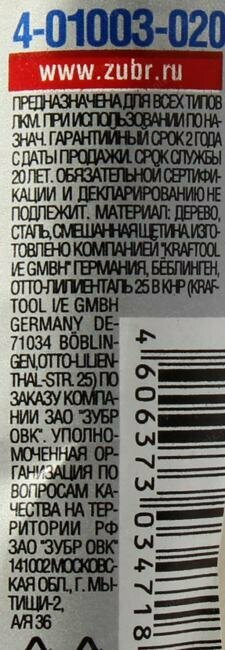 4-01003-020
www.zubr.ru
ПРЕДНАЗНАЧЕНА ДЛЯ ВСЕХ ТИПОВ
ЛКМ. ПРИ ИСПОЛЬЗОВАНИИ ПО НА-
ЗНАЧ. ГАРАНТИЙНЫЙ СРОК 2 ГОДА
С ДАТЫ ПРОДАЖИ. СРОК СЛУЖБЫ
20 ЛЕТ. ОБЯЗАТЕЛЬНОЙ СЕРТИФИ-
КАЦИИ И ДЕКЛАРИРОВАНИЮ НЕ
ПОДЛЕЖИТ. МАТЕРИАЛ: ДЕРЕВО,
СТАЛЬ, СМЕШАННАЯ ЩЕТИНА. ИЗГО-
ТОВЛЕНО КОМПАНИЕЙ "KRAFTOOL
I/E GMBH" ГЕРМАНИЯ, БЁБЛИНГЕН,
ОТТО-ЛИЛИЕНТАЛЬ 25 В КНР (KRAF-
TOOL I/E GMBH
GERMANY DE-
71034 BÖBLIN-
GEN, OTTO-LILIEN-
THAL-STR. 25) ПО
ЗАКАЗУ КОМПА-
НИИ ЗАО "ЗУБР
ОВК". УПОЛНО-
МОЧЕННАЯ ОР-
ГАНИЗАЦИЯ ПО
ВОПРОСАМ КА-
ЧЕСТВА НА ТЕР-
РИТОРИИ РФ
ЗАО "ЗУБР ОВК"
141002 МОСКОВС-
КАЯ ОБЛ., Г. МЫ-
ТИЩИ-2,
А/Я 36
4 606373 034718